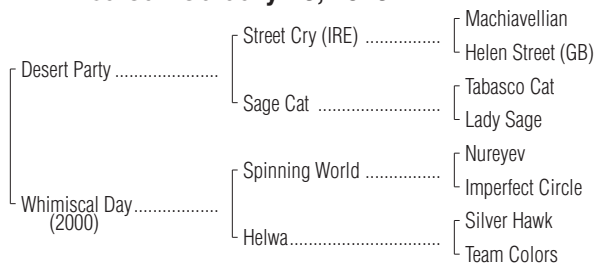 Machiavellian
Street Cry (IRE) ................
Helen Street (GB)
Desert Party ......................
Tabasco Cat
Sage Cat ..........................
Lady Sage
Nureyev
Spinning World ................
Imperfect Circle
Whimiscal Day..................
(2000)
Silver Hawk
Helwa................................
Team Colors